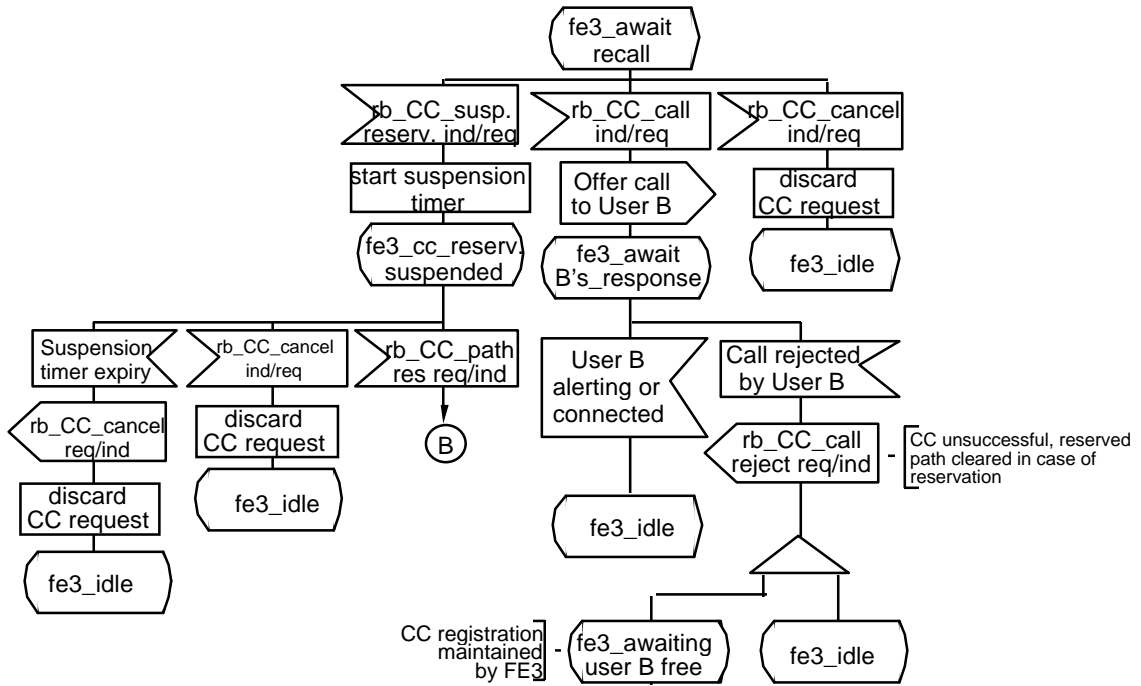 fe3_await
recall
rb_CC_susp.
reserv. ind/req
rb_CC_call
ind/req
rb_CC_cancel
ind/req
start suspension
timer
Offer call
to User B
discard
CC request
fe3_cc_reserv.
suspended
fe3_await
B's_response
fe3_idle
Suspension
timer expiry
rb_CC_cancel
ind/req
rb_CC_path
res req/ind
User B
alerting or
connected
Call rejected
by User B
rb_CC_cancel
req/ind
discard
CC request
B
rb_CC_call
reject req/ind
CC unsuccessful, reserved
path cleared in case of
reservation
discard
CC request
fe3_idle
fe3_idle
fe3_idle
CC registration
maintained
by FE3
fe3_awaiting
user B free
fe3_idle